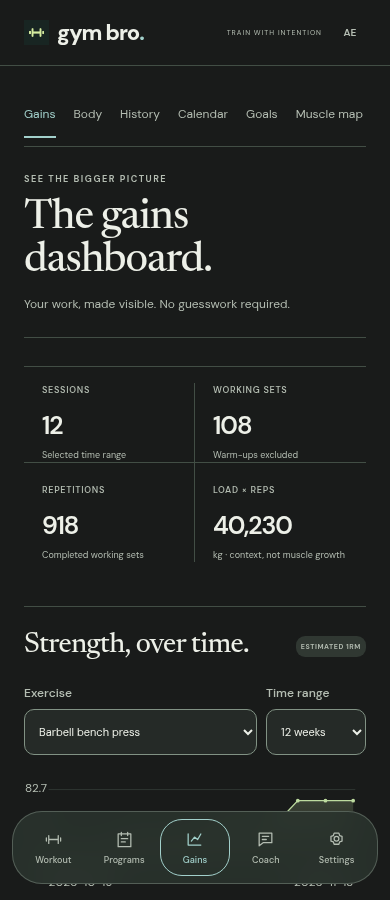 gym bro.
TRAIN WITH INTENTION
AE
Gains Body History Calendar Goals Muscle map
SEE THE BIGGER PICTURE
The gains
dashboard.
Your work, made visible. No guesswork required.
SESSIONS
12
Selected time range
WORKING SETS
108
Warm-ups excluded
REPETITIONS
918
Completed working sets
LOAD × REPS
40,230
kg · context, not muscle growth
Strength, over time.
ESTIMATED 1RM
Exercise
Barbell bench press
Time range
12 weeks
82.7
Workout Programs Gains Coach Settings